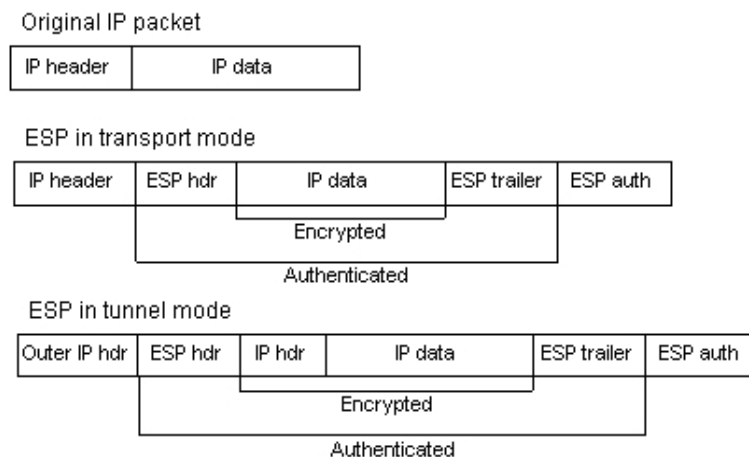 Original IP packet
IP header IP data
ESP in transport mode
IP header ESP hdr IP data ESP trailer ESP auth
Encrypted
Authenticated
ESP in tunnel mode
Outer IP hdr ESP hdr IP hdr IP data ESP trailer ESP auth
Encrypted
Authenticated